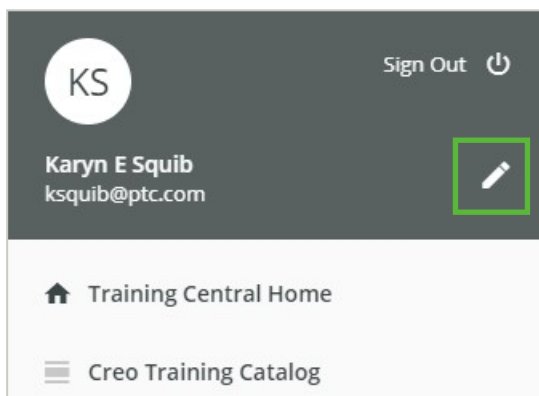 KS
Sign Out
Karyn E Squib
ksquib@ptc.com
Training Central Home
Creo Training Catalog